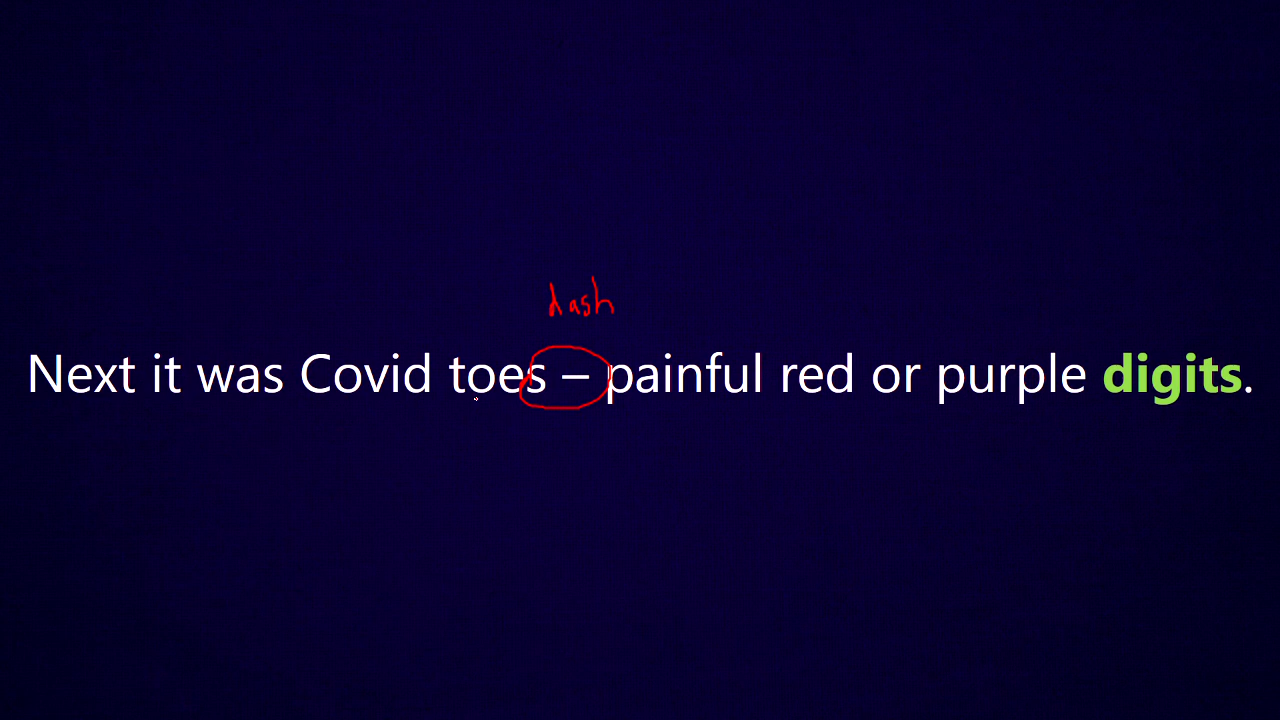 dash
Next it was Covid toes – painful red or purple digits.